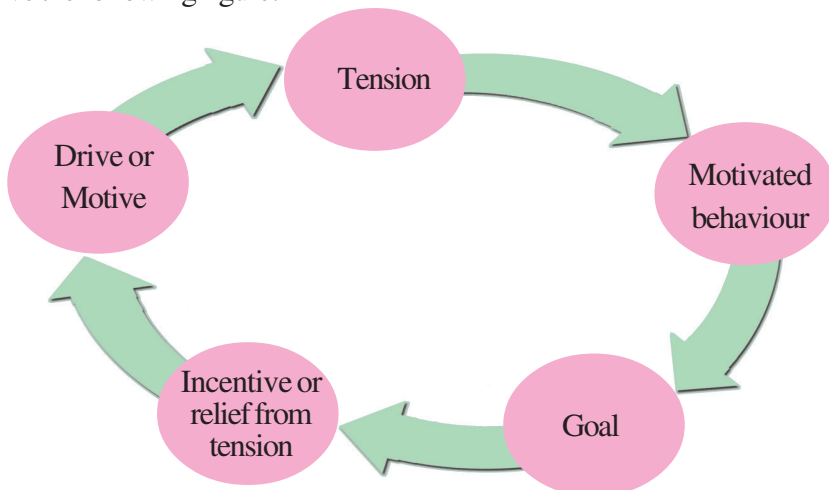 Tension
Drive or
Motive
Motivated
behaviour
Incentive or
relief from
tension
Goal